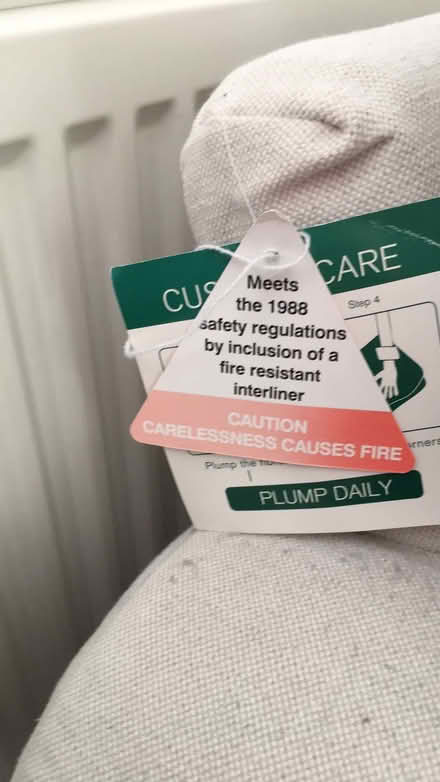 CUS CARE
Step 4
Meets
the 1988
safety regulations
by inclusion of a
fire resistant
interliner
CAUTION
CARELESSNESS CAUSES FIRE
Plump the
PLUMP DAILY